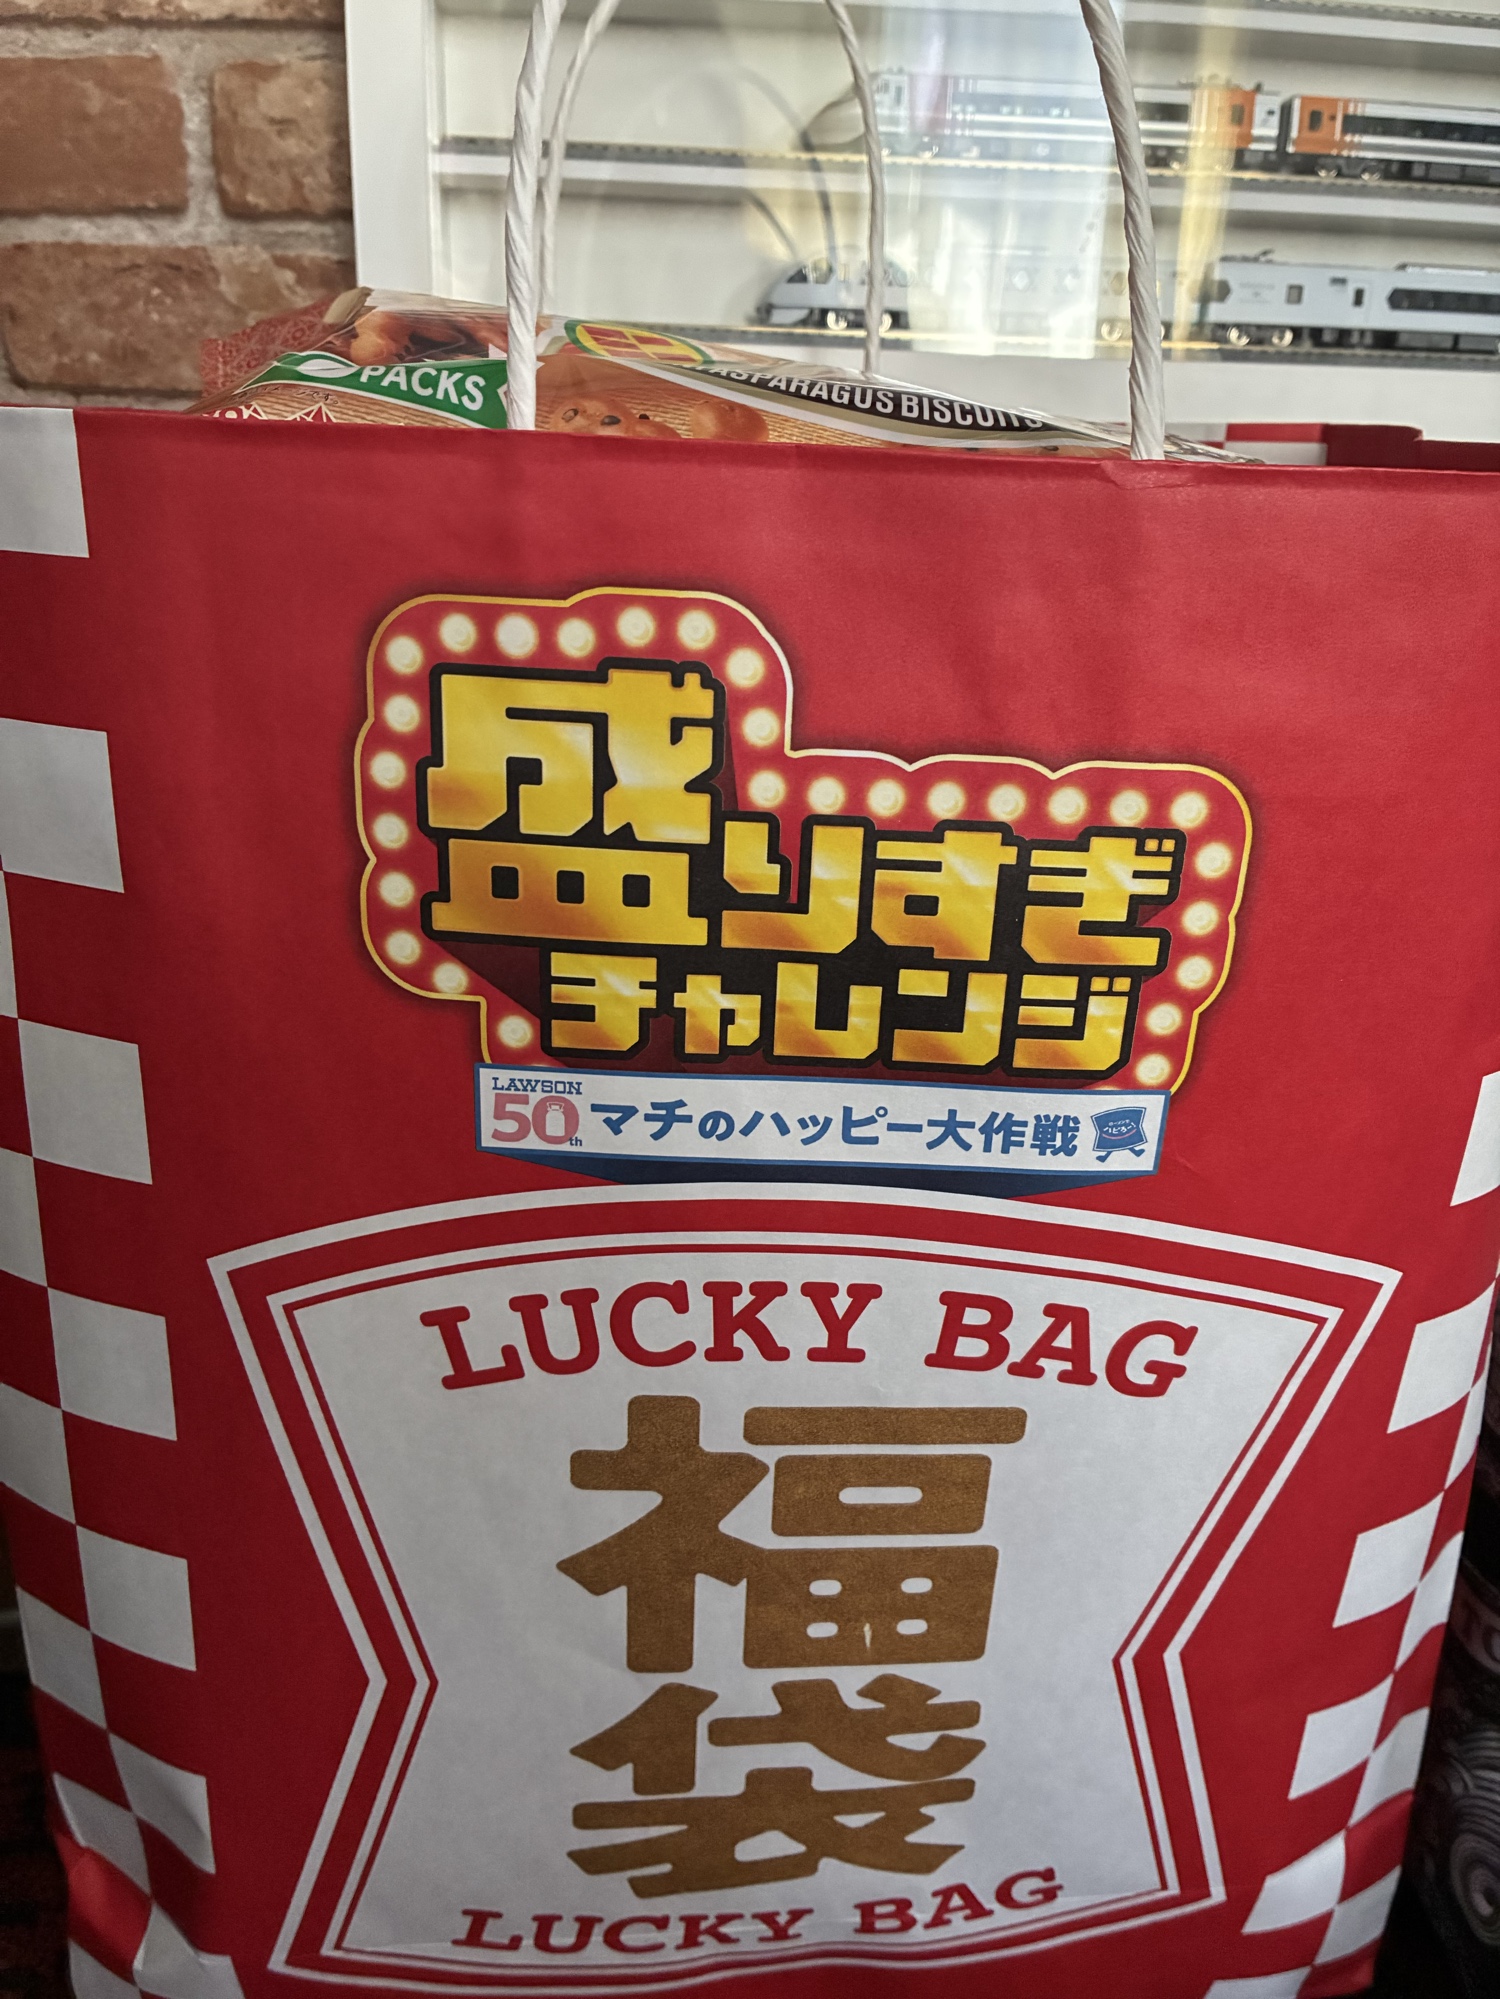 PACKS
ASPARAGUS BISCUITS
盛りすぎ
チャレンジ
LAWSON
50th
マチのハッピー大作戦
LUCKY BAG
福
袋
LUCKY BAG